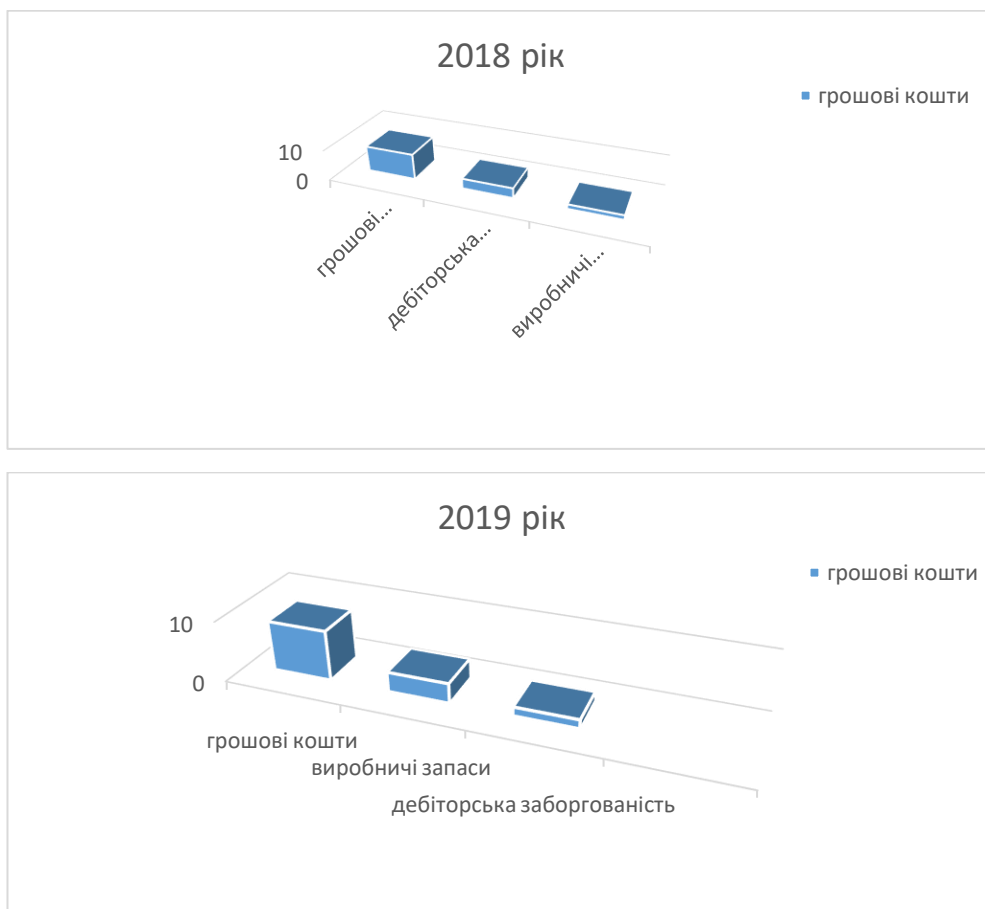 2018 рік
грошові кошти
10
0
грошові...
дебіторська...
виробничі...
2019 рік
грошові кошти
10
0
грошові кошти
виробничі запаси
дебіторська заборгованість